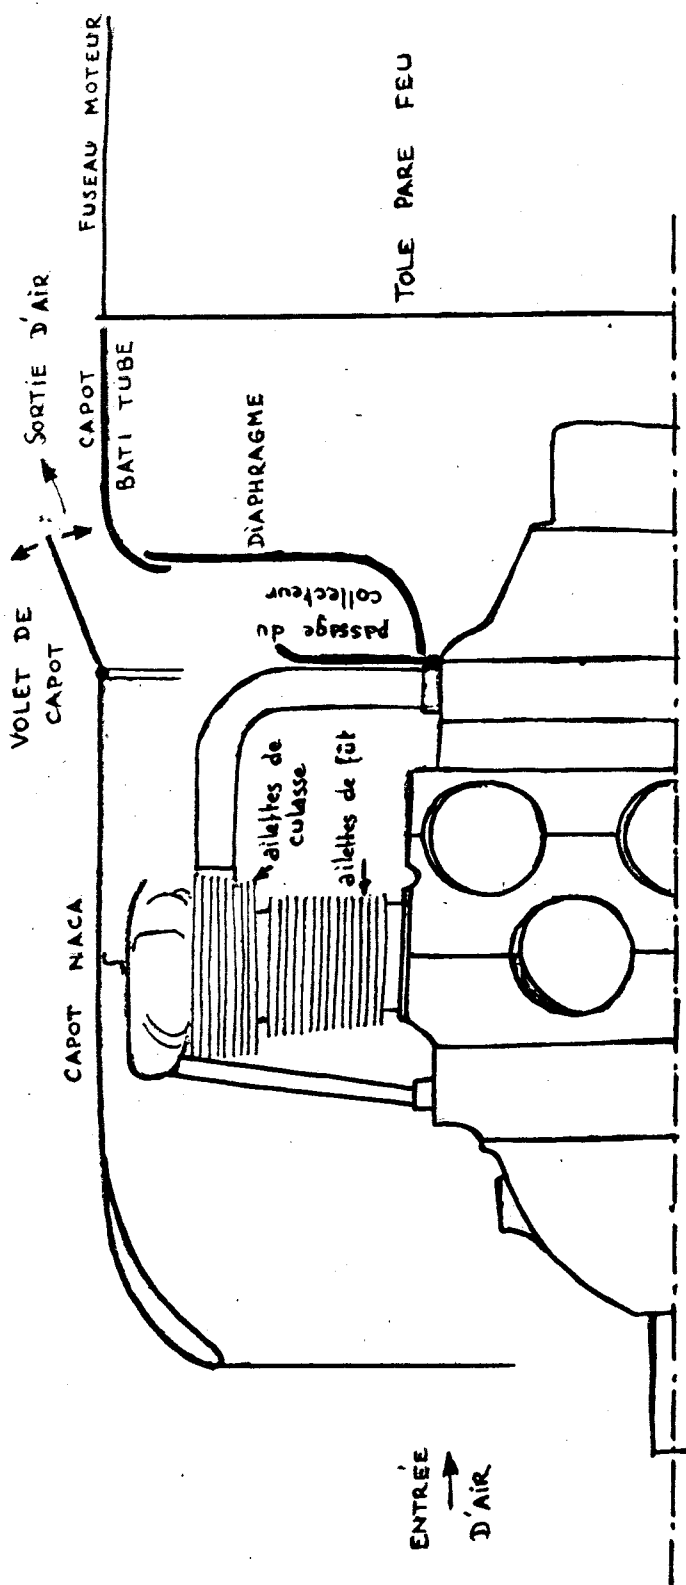 ENTRÉE
D'AIR
CAPOT NACA
VOLET DE
CAPOT
SORTIE D'AIR
CAPOT
BATI TUBE
FUSEAU MOTEUR
ailettes de
culasse
ailettes de fût
passage du
collecteur
DIAPHRAGME
TOLE PARE FEU